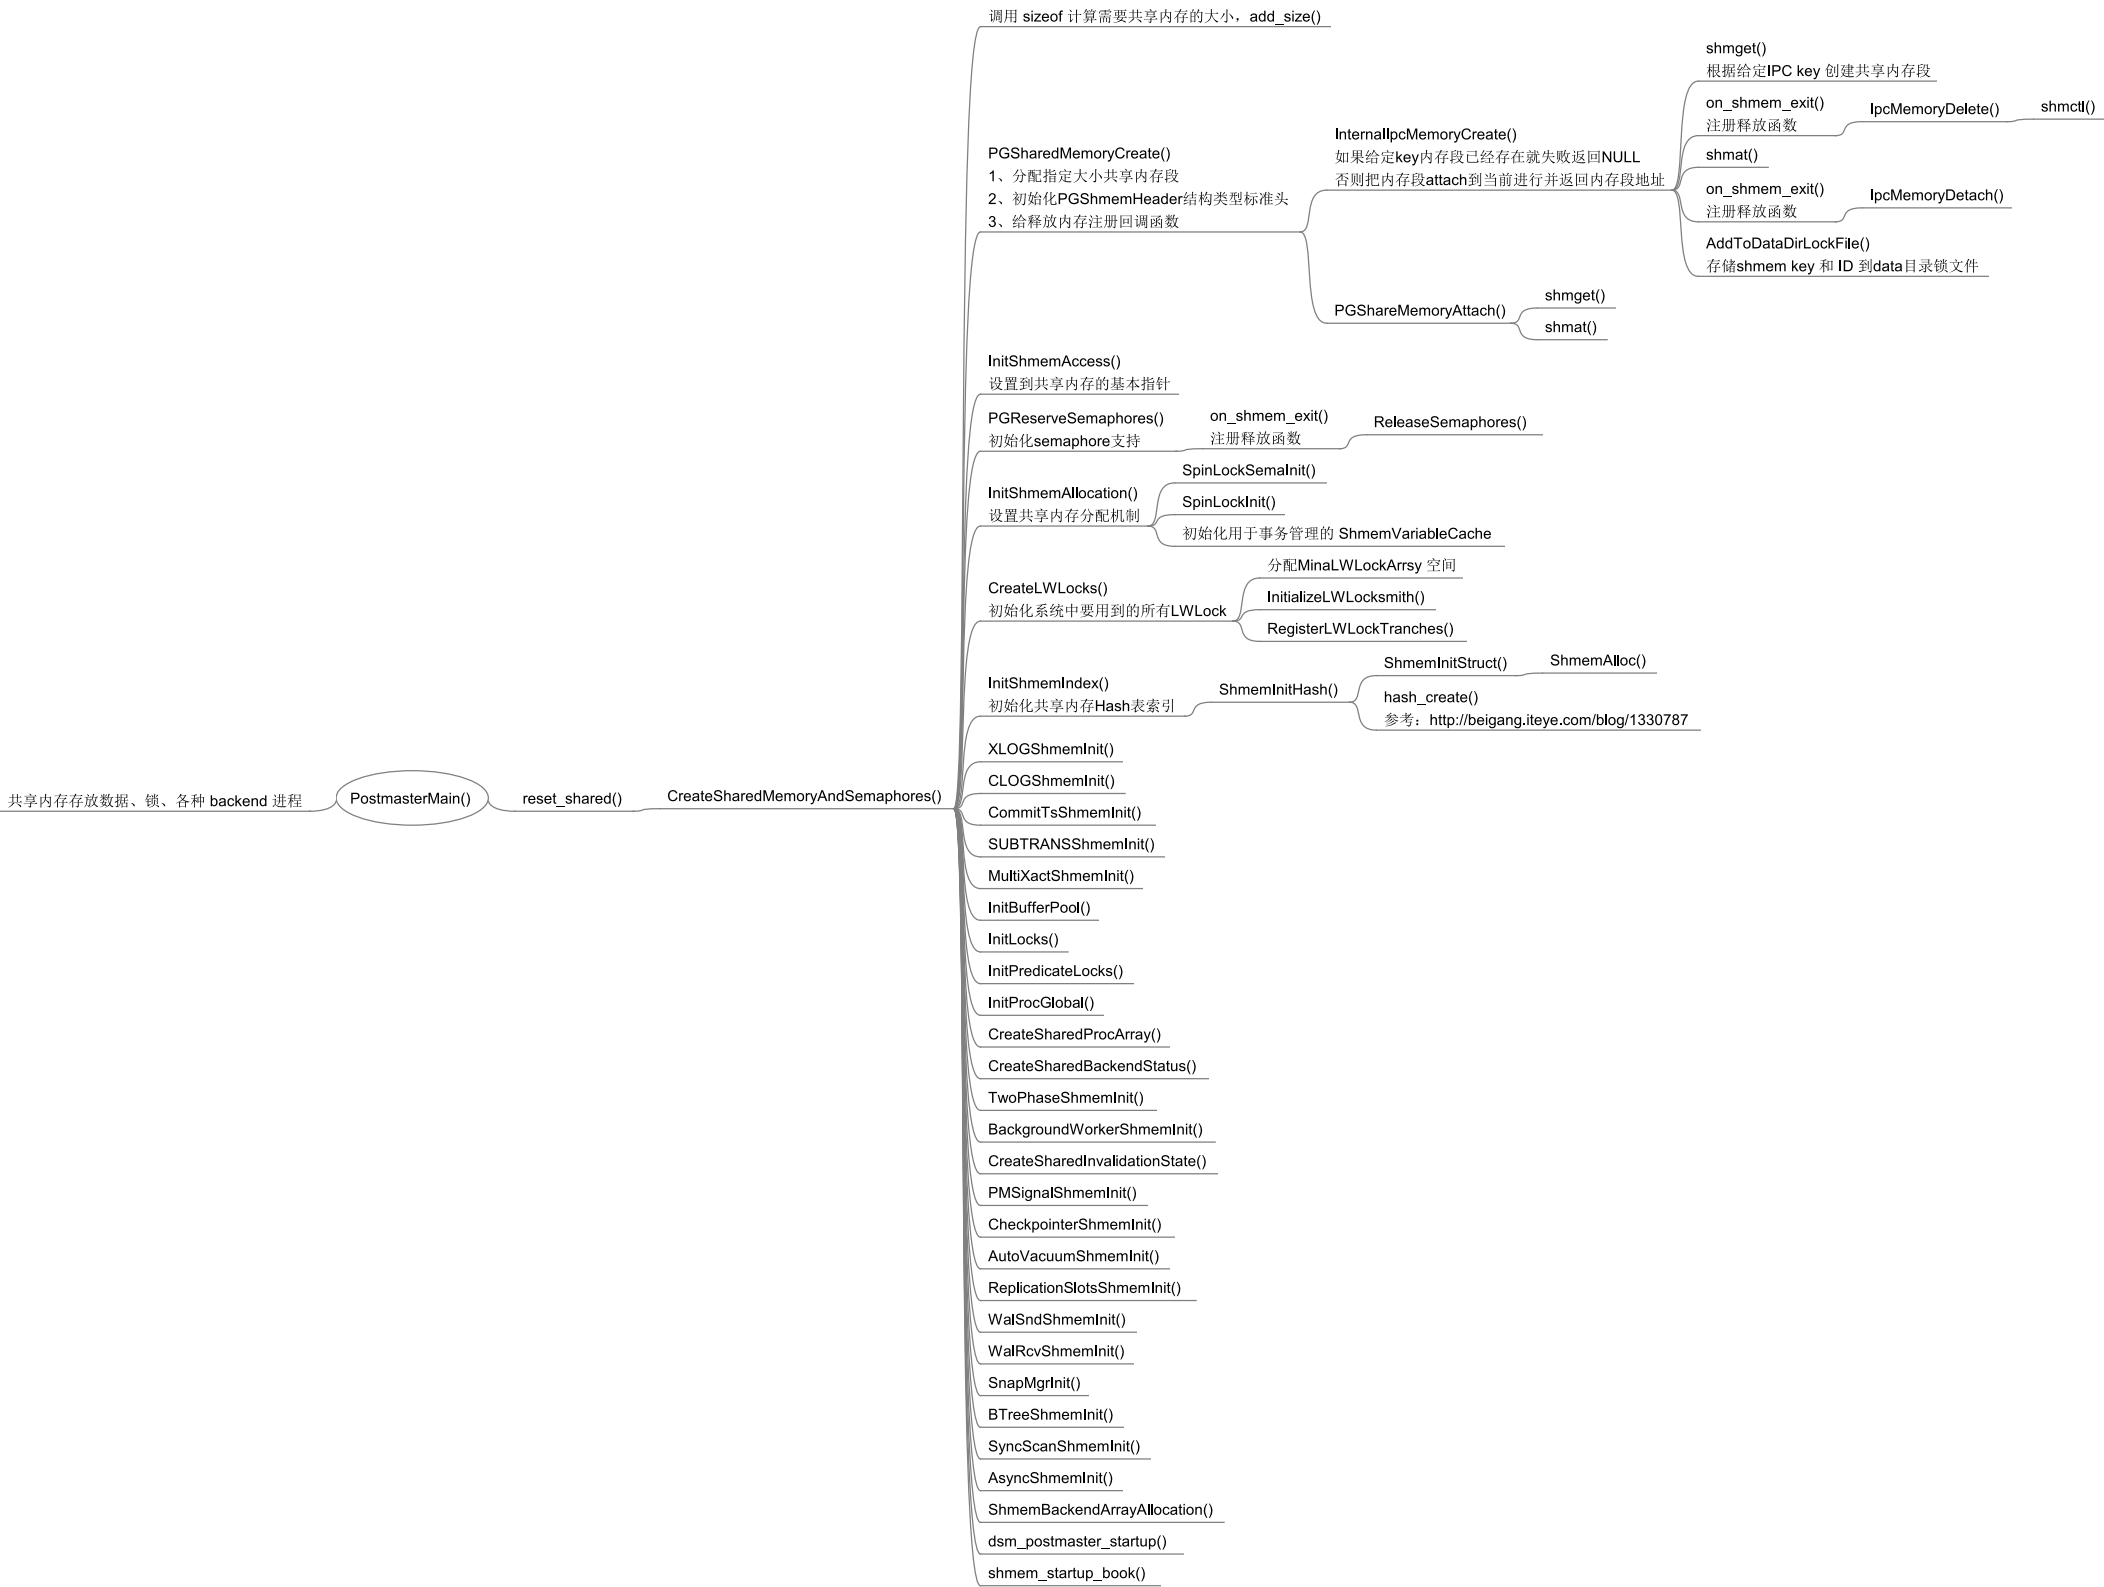 共享内存存放数据、锁、各种 backend 进程
PostmasterMain()
reset_shared()
CreateSharedMemoryAndSemaphores()
调用 sizeof 计算需要共享内存的大小，add_size()
PGSharedMemoryCreate()
1、分配指定大小共享内存段
2、初始化PGShmemHeader结构类型标准头
3、给释放内存注册回调函数
InternalIpcMemoryCreate()
如果给定key内存段已经存在就失败返回NULL
否则把内存段attach到当前进行并返回内存段地址
shmget()
根据给定IPC key 创建共享内存段
on_shmem_exit()
注册释放函数
IpcMemoryDelete()
shmctl()
shmat()
on_shmem_exit()
注册释放函数
IpcMemoryDetach()
AddToDataDirLockFile()
存储shmem key 和 ID 到data目录锁文件
PGShareMemoryAttach()
shmget()
shmat()
InitShmemAccess()
设置到共享内存的基本指针
PGReserveSemaphores()
初始化semaphore支持
on_shmem_exit()
注册释放函数
ReleaseSemaphores()
InitShmemAllocation()
设置共享内存分配机制
SpinLockSemaInit()
SpinLockInit()
初始化用于事务管理的 ShmemVariableCache
CreateLWLocks()
初始化系统中要用到的所有LWLock
分配MinaLWLockArrsy 空间
InitializeLWLocksmith()
RegisterLWLockTranches()
InitShmemIndex()
初始化共享内存Hash表索引
ShmemInitHash()
ShmemInitStruct()
ShmemAlloc()
hash_create()
参考：http://beigang.iteye.com/blog/1330787
XLOGShmemInit()
CLOGShmemInit()
CommitTsShmemInit()
SUBTRANSShmemInit()
MultiXactShmemInit()
InitBufferPool()
InitLocks()
InitPredicateLocks()
InitProcGlobal()
CreateSharedProcArray()
CreateSharedBackendStatus()
TwoPhaseShmemInit()
BackgroundWorkerShmemInit()
CreateSharedInvalidationState()
PMSignalShmemInit()
CheckpointerShmemInit()
AutoVacuumShmemInit()
ReplicationSlotsShmemInit()
WalSndShmemInit()
WalRcvShmemInit()
SnapMgrInit()
BTreeShmemInit()
SyncScanShmemInit()
AsyncShmemInit()
ShmemBackendArrayAllocation()
dsm_postmaster_startup()
shmem_startup_book()